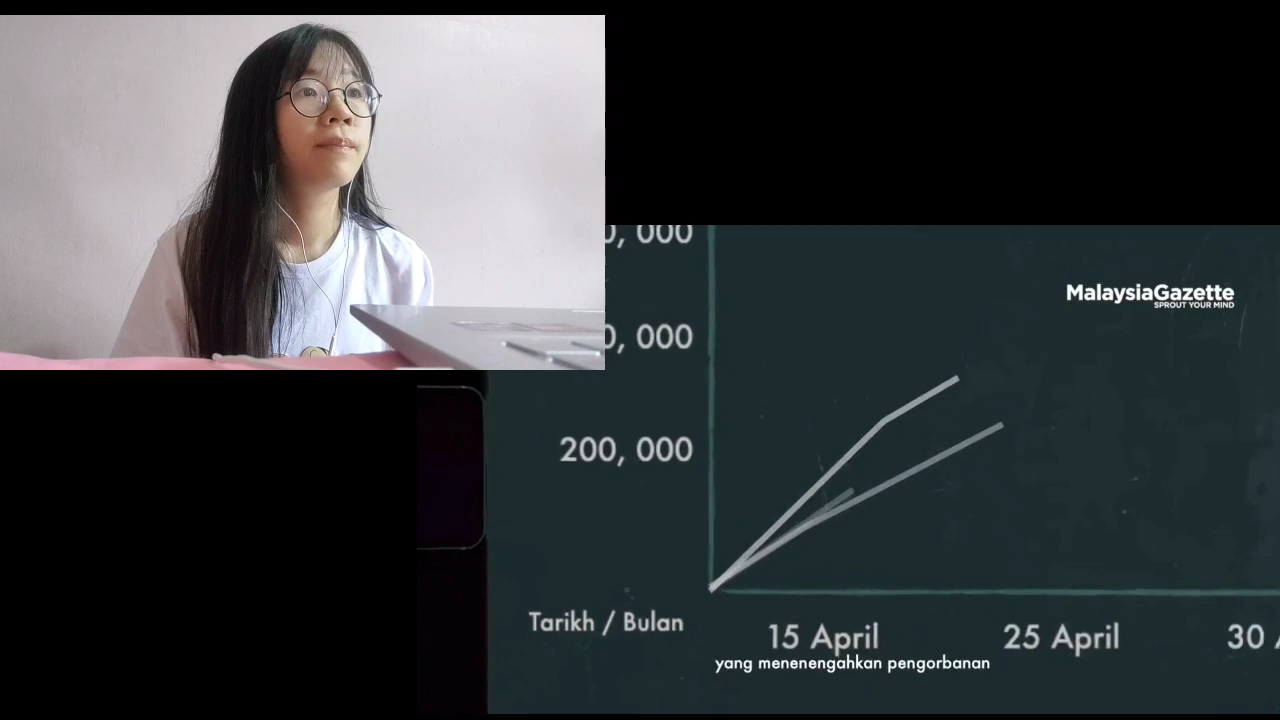 0, 000
MalaysiaGazette
SPROUT YOUR MIND
0, 000
200, 000
Tarikh / Bulan
15 April
25 April
30
yang menenengahkan pengorbanan